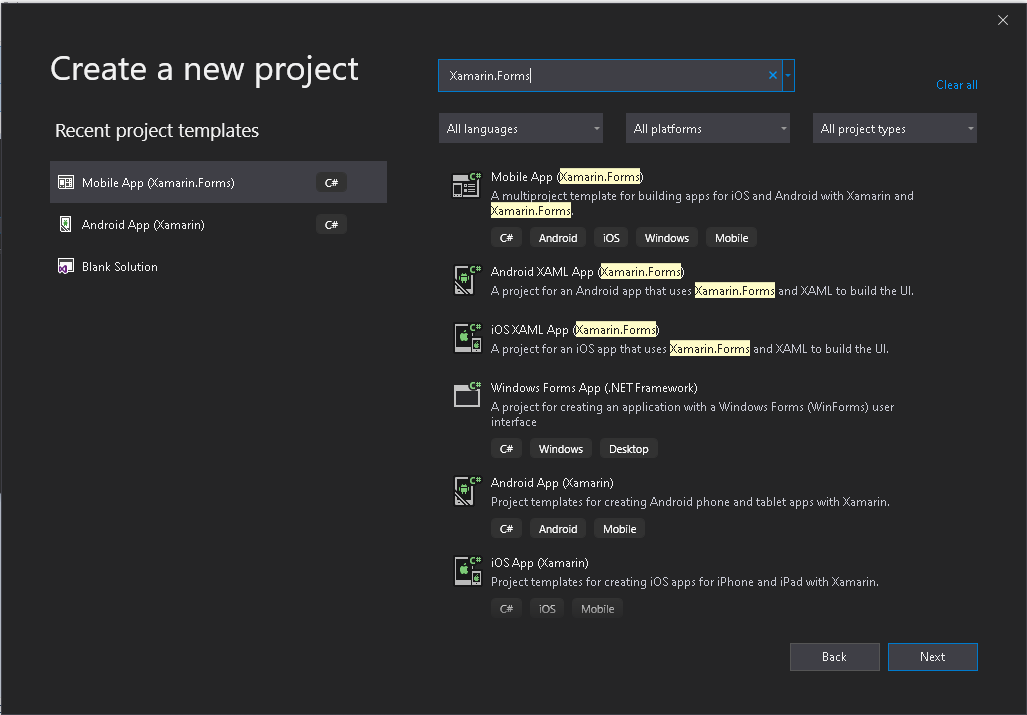 Create a new project
Recent project templates
Mobile App (Xamarin.Forms) C#
Android App (Xamarin) C#
Blank Solution
Xamarin.Forms
Clear all
All languages All platforms All project types
C#
Mobile App (Xamarin.Forms)
A multiproject template for building apps for iOS and Android with Xamarin and
Xamarin.Forms.
C# Android iOS Windows Mobile
C#
Android XAML App (Xamarin.Forms)
A project for an Android app that uses Xamarin.Forms and XAML to build the UI.
C#
iOS XAML App (Xamarin.Forms)
A project for an iOS app that uses Xamarin.Forms and XAML to build the UI.
C#
Windows Forms App (.NET Framework)
A project for creating an application with a Windows Forms (WinForms) user
interface
C# Windows Desktop
C#
Android App (Xamarin)
Project templates for creating Android phone and tablet apps with Xamarin.
C# Android Mobile
C#
iOS App (Xamarin)
Project templates for creating iOS apps for iPhone and iPad with Xamarin.
C# iOS Mobile
Back Next